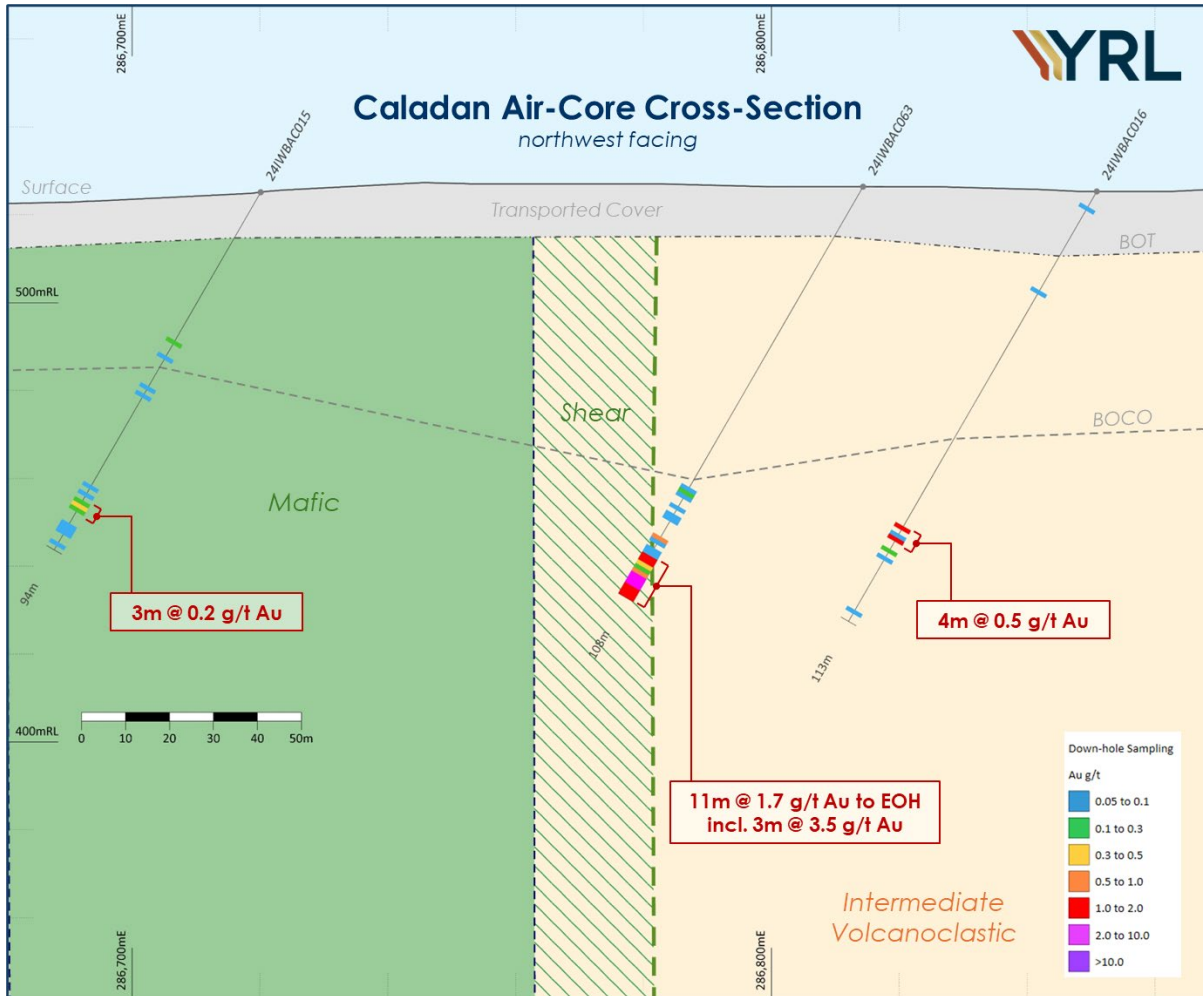 286,700mE
286,800mE
YRL
Caladan Air-Core Cross-Section
northwest facing
24IWBAC015
24IWBAC063
24IWBAC016
Surface
Transported Cover
BOT
500mRL
Shear
BOCO
Mafic
94m
3m @ 0.2 g/t Au
108m
4m @ 0.5 g/t Au
113m
0 10 20 30 40 50m
400mRL
11m @ 1.7 g/t Au to EOH
incl. 3m @ 3.5 g/t Au
Down-hole Sampling
Au g/t
0.05 to 0.1
0.1 to 0.3
0.3 to 0.5
0.5 to 1.0
1.0 to 2.0
2.0 to 10.0
>10.0
Intermediate
Volcanoclastic
286,700mE
286,800mE